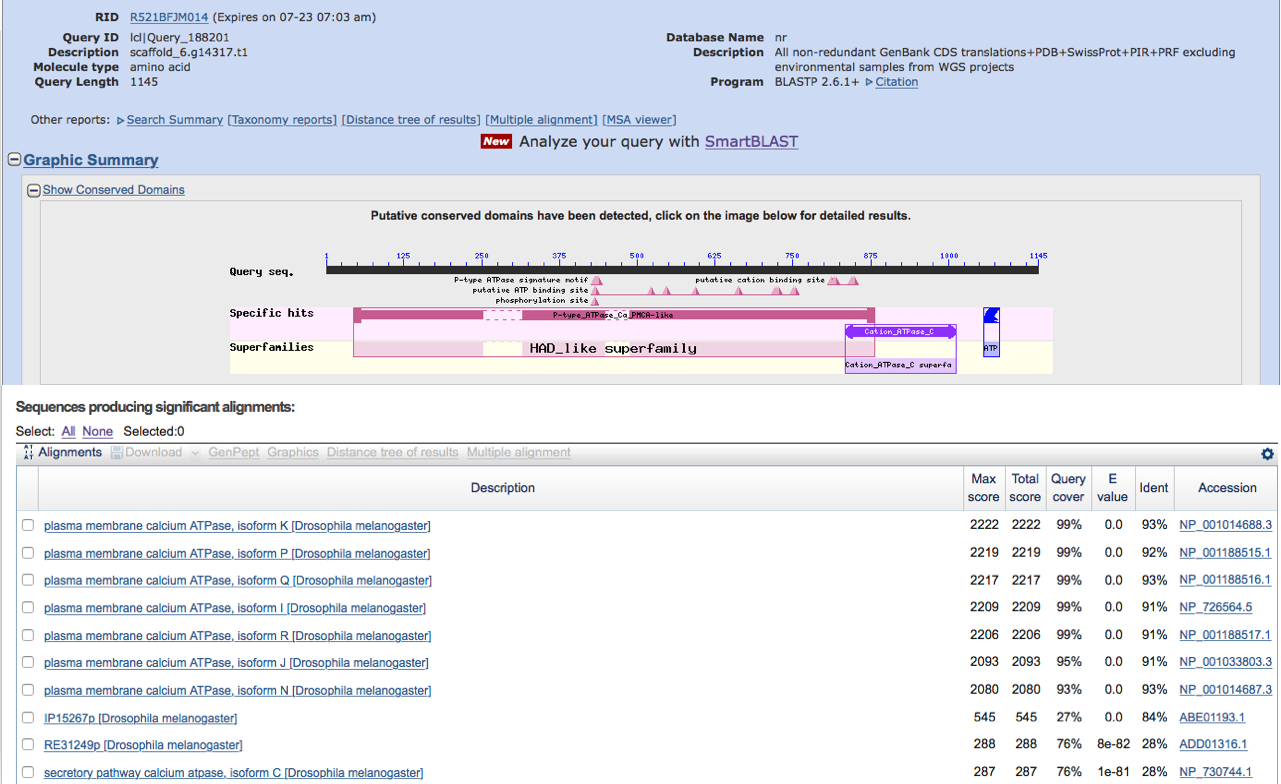 RID R521BFJM014 (Expires on 07-23 07:03 am)
Query ID lcl|Query_188201
Description scaffold_6.g14317.t1
Molecule type amino acid
Query Length 1145
Database Name nr
Description All non-redundant GenBank CDS translations+PDB+SwissProt+PIR+PRF excluding
environmental samples from WGS projects
Program BLASTP 2.6.1+ Citation
Other reports: Search Summary [Taxonomy reports] [Distance tree of results] [Multiple alignment] [MSA viewer]
New Analyze your query with SmartBLAST
Graphic Summary
Show Conserved Domains
Putative conserved domains have been detected, click on the image below for detailed results.
1 125 250 375 500 625 750 875 1000 1145
Query seq.
P-type ATPase signature motif putative cation binding site
putative ATP binding site
phosphorylation site
Specific hits P-type_ATPase_Ca_PMCA-like
Cation_ATPase_C
Superfamilies HAD_like superfamily ATP
Cation_ATPase_C superfa
Sequences producing significant alignments:
Select: All None Selected:0
Alignments Download GenPept Graphics Distance tree of results Multiple alignment
Description Max score Total score Query cover E value Ident Accession
plasma membrane calcium ATPase, isoform K [Drosophila melanogaster] 2222 2222 99% 0.0 93% NP_001014688.3
plasma membrane calcium ATPase, isoform P [Drosophila melanogaster] 2219 2219 99% 0.0 92% NP_001188515.1
plasma membrane calcium ATPase, isoform Q [Drosophila melanogaster] 2217 2217 99% 0.0 93% NP_001188516.1
plasma membrane calcium ATPase, isoform I [Drosophila melanogaster] 2209 2209 99% 0.0 91% NP_726564.5
plasma membrane calcium ATPase, isoform R [Drosophila melanogaster] 2206 2206 99% 0.0 91% NP_001188517.1
plasma membrane calcium ATPase, isoform J [Drosophila melanogaster] 2093 2093 95% 0.0 91% NP_001033803.3
plasma membrane calcium ATPase, isoform N [Drosophila melanogaster] 2080 2080 93% 0.0 93% NP_001014687.3
IP15267p [Drosophila melanogaster] 545 545 27% 0.0 84% ABE01193.1
RE31249p [Drosophila melanogaster] 288 288 76% 8e-82 28% ADD01316.1
secretory pathway calcium atpase, isoform C [Drosophila melanogaster] 287 287 76% 1e-81 28% NP_730744.1